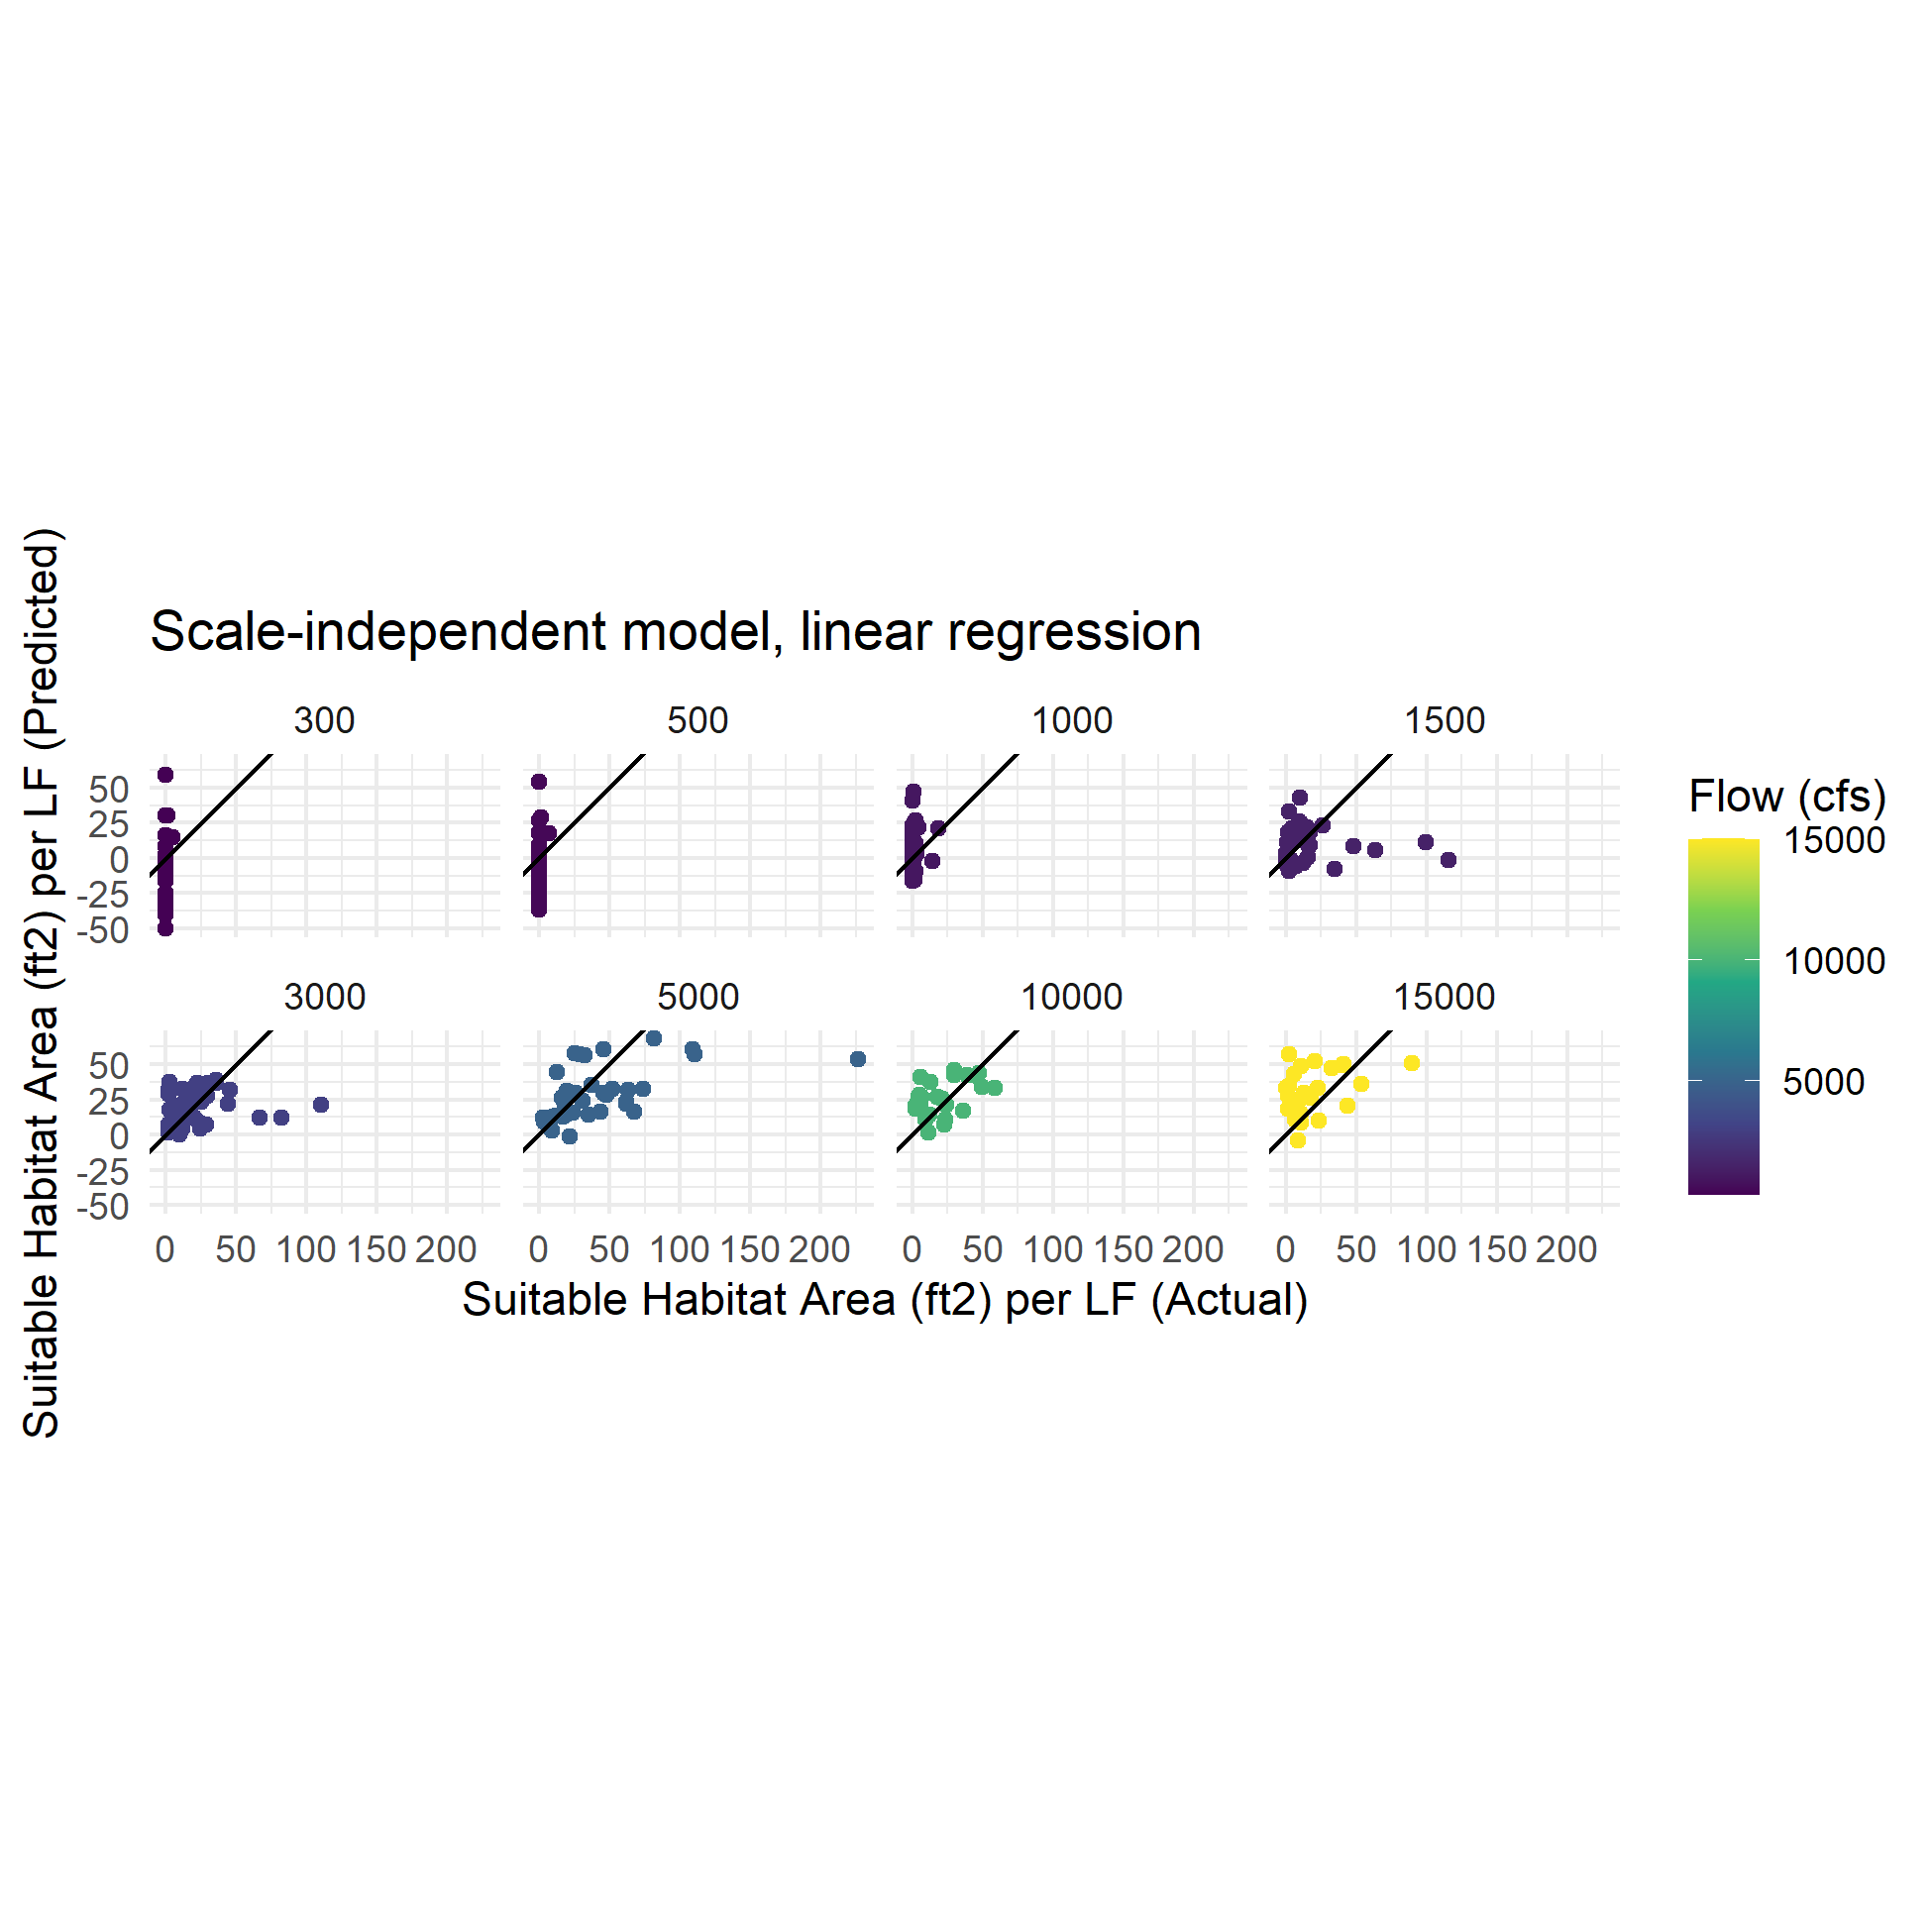 Scale-independent model, linear regression
Suitable Habitat Area (ft2) per LF (Predicted)
300 500 1000 1500
50
25
0
-25
-50
3000 5000 10000 15000
50
25
0
-25
-50
0 50 100 150 200 0 50 100 150 200 0 50 100 150 200 0 50 100 150 200
Suitable Habitat Area (ft2) per LF (Actual)
Flow (cfs)
15000
10000
5000